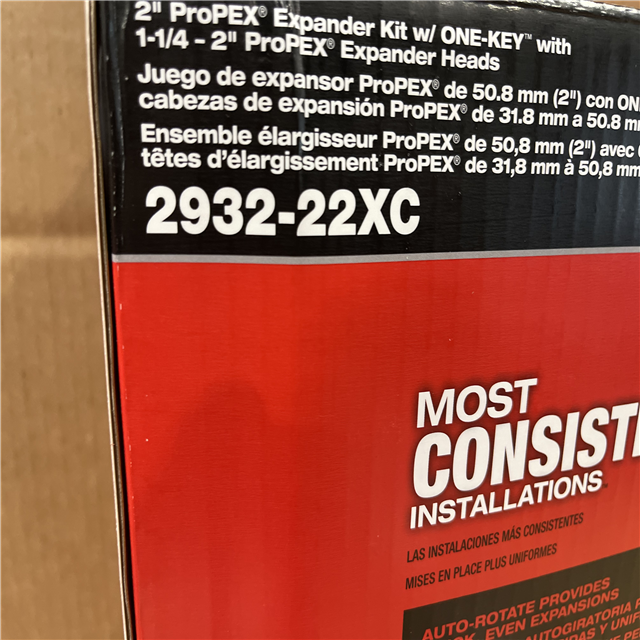 2" ProPEX® Expander Kit w/ ONE-KEY™ with
1-1/4 - 2" ProPEX® Expander Heads
Juego de expansor ProPEX® de 50.8 mm (2") con
cabezas de expansión ProPEX® de 31.8 mm a 50.8
Ensemble élargisseur ProPEX® de 50,8 mm (2") avec
têtes d'élargissement ProPEX® de 31,8 mm à 50,8 mm
2932-22XC
MOST
INSTALLATIONS
LAS INSTALACIONES MÁS CONSISTENTES
MISES EN PLACE PLUS UNIFORMES
AUTO-ROTATE PROVIDES
EVEN EXPANSIONS
AUTOGIRATORIA